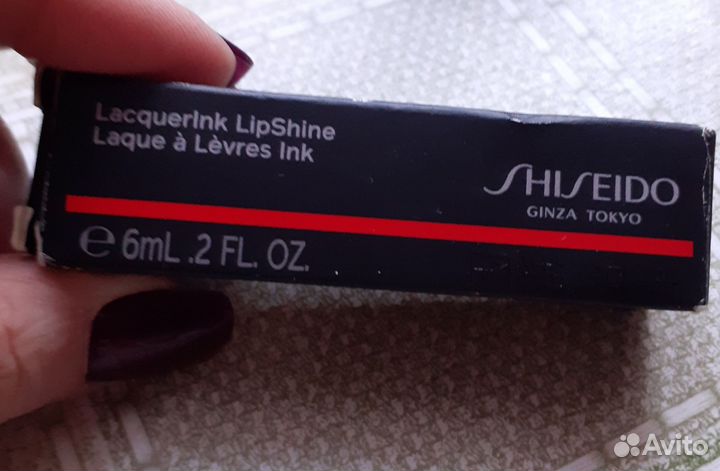 LacquerInk LipShine
Laque à Lèvres Ink
SHISEIDO
GINZA TOKYO
℮ 6mL .2 FL. OZ.
Avito